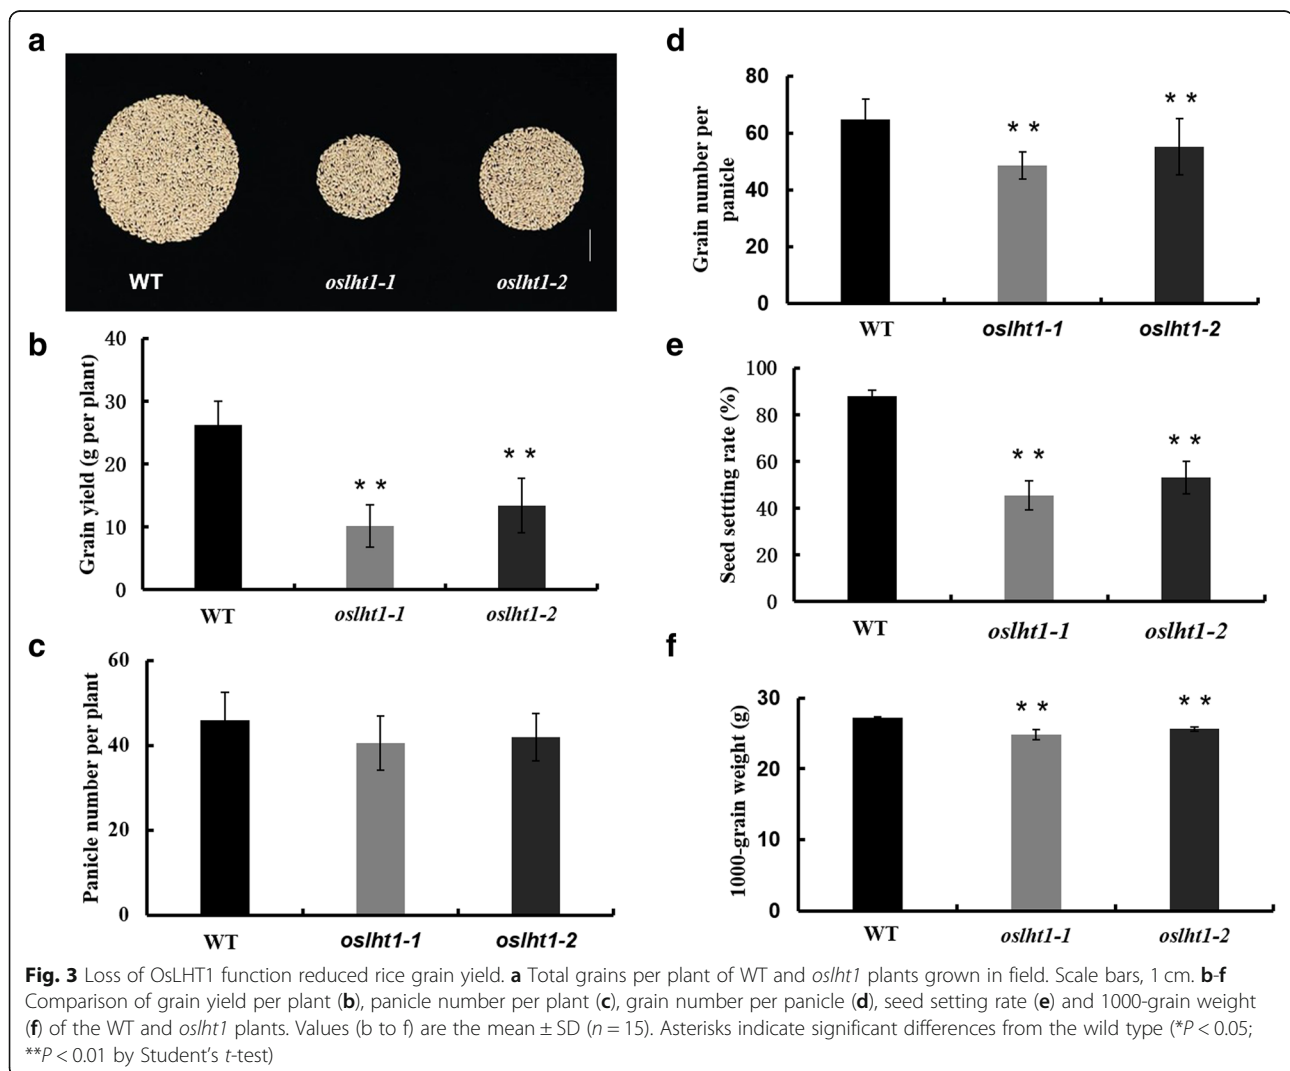 a
WT
oslht1-1
oslht1-2
b
Grain yield (g per plant)
40
30
20
10
0
* *
* *
WT
oslht1-1
oslht1-2
c
Panicle number per plant
60
40
20
0
WT
oslht1-1
oslht1-2
d
Grain number per
panicle
80
60
40
20
0
* *
* *
WT
oslht1-1
oslht1-2
e
Seed settting rate (%)
100
80
60
40
20
0
* *
* *
WT
oslht1-1
oslht1-2
f
1000-grain weight (g)
30
20
10
0
* *
* *
WT
oslht1-1
oslht1-2
Fig. 3 Loss of OsLHT1 function reduced rice grain yield. a Total grains per plant of WT and oslht1 plants grown in field. Scale bars, 1 cm. b-f
Comparison of grain yield per plant (b), panicle number per plant (c), grain number per panicle (d), seed setting rate (e) and 1000-grain weight
(f) of the WT and oslht1 plants. Values (b to f) are the mean ± SD (n = 15). Asterisks indicate significant differences from the wild type (*P < 0.05;
**P < 0.01 by Student's t-test)